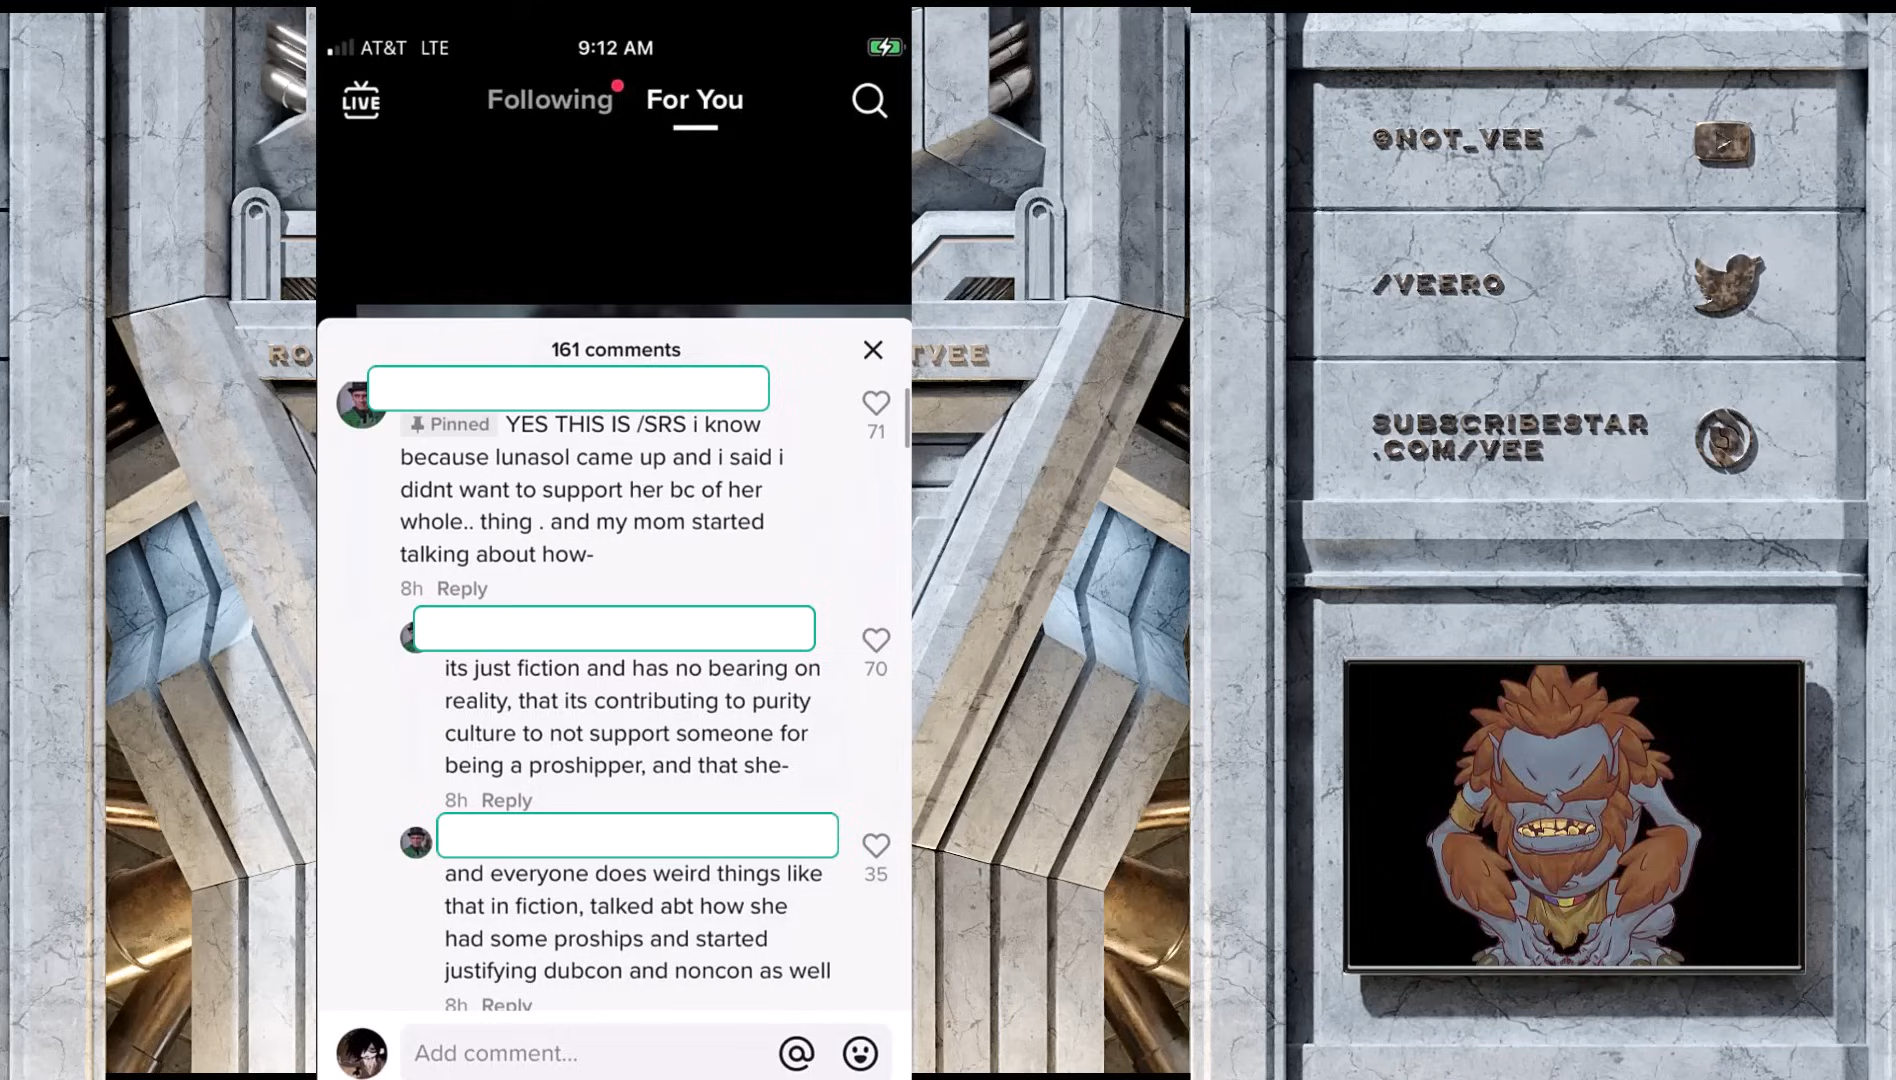 AT&T LTE
9:12 AM
LIVE
Following
For You
@NOT_VEE
/VEERO
RO
TVEE
SUBSCRIBESTAR
.COM/VEE
161 comments
Pinned YES THIS IS /SRS i know
because lunasol came up and i said i
didnt want to support her bc of her
whole.. thing . and my mom started
talking about how-
71
8h Reply
its just fiction and has no bearing on
reality, that its contributing to purity
culture to not support someone for
being a proshipper, and that she-
70
8h Reply
and everyone does weird things like
that in fiction, talked abt how she
had some proships and started
justifying dubcon and noncon as well
35
8h Reply
Add comment...